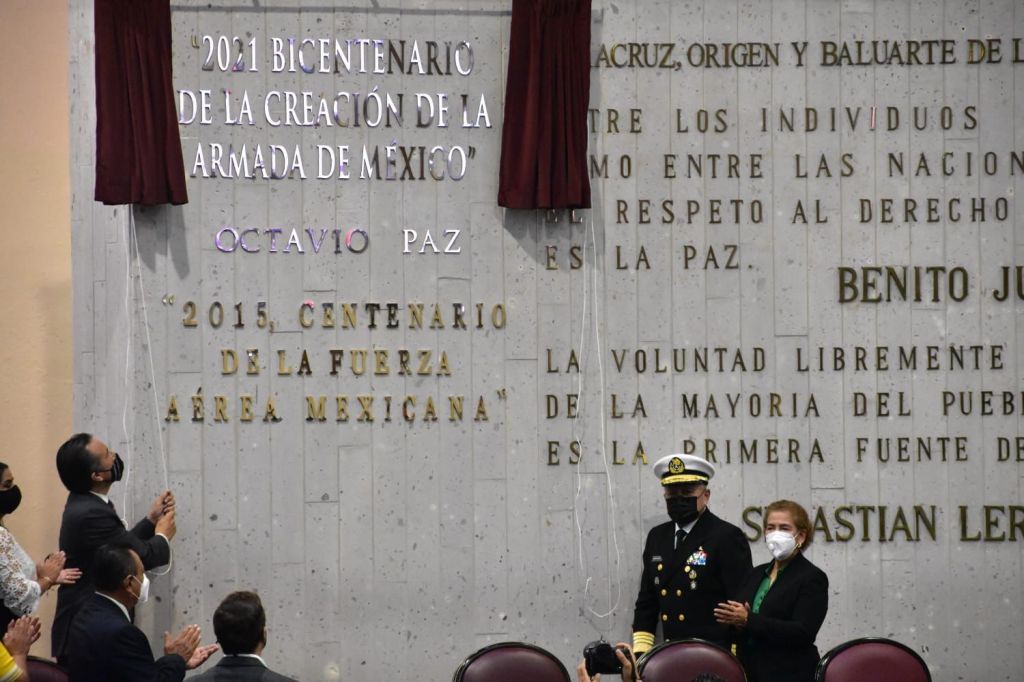 "2021 BICENTENARIO
DE LA CREACIÓN DE LA
ARMADA DE MÉXICO"
OCTAVIO PAZ
"2015, CENTENARIO
DE LA FUERZA
AÉREA MEXICANA"
ACRUZ, ORIGEN Y BALUARTE DE L
TRE LOS INDIVIDUOS
MO ENTRE LAS NACION
EL RESPETO AL DERECHO
ES LA PAZ.
BENITO JU
LA VOLUNTAD LIBREMENTE
DE LA MAYORIA DEL PUEB
ES LA PRIMERA FUENTE DE
SEBASTIAN LER